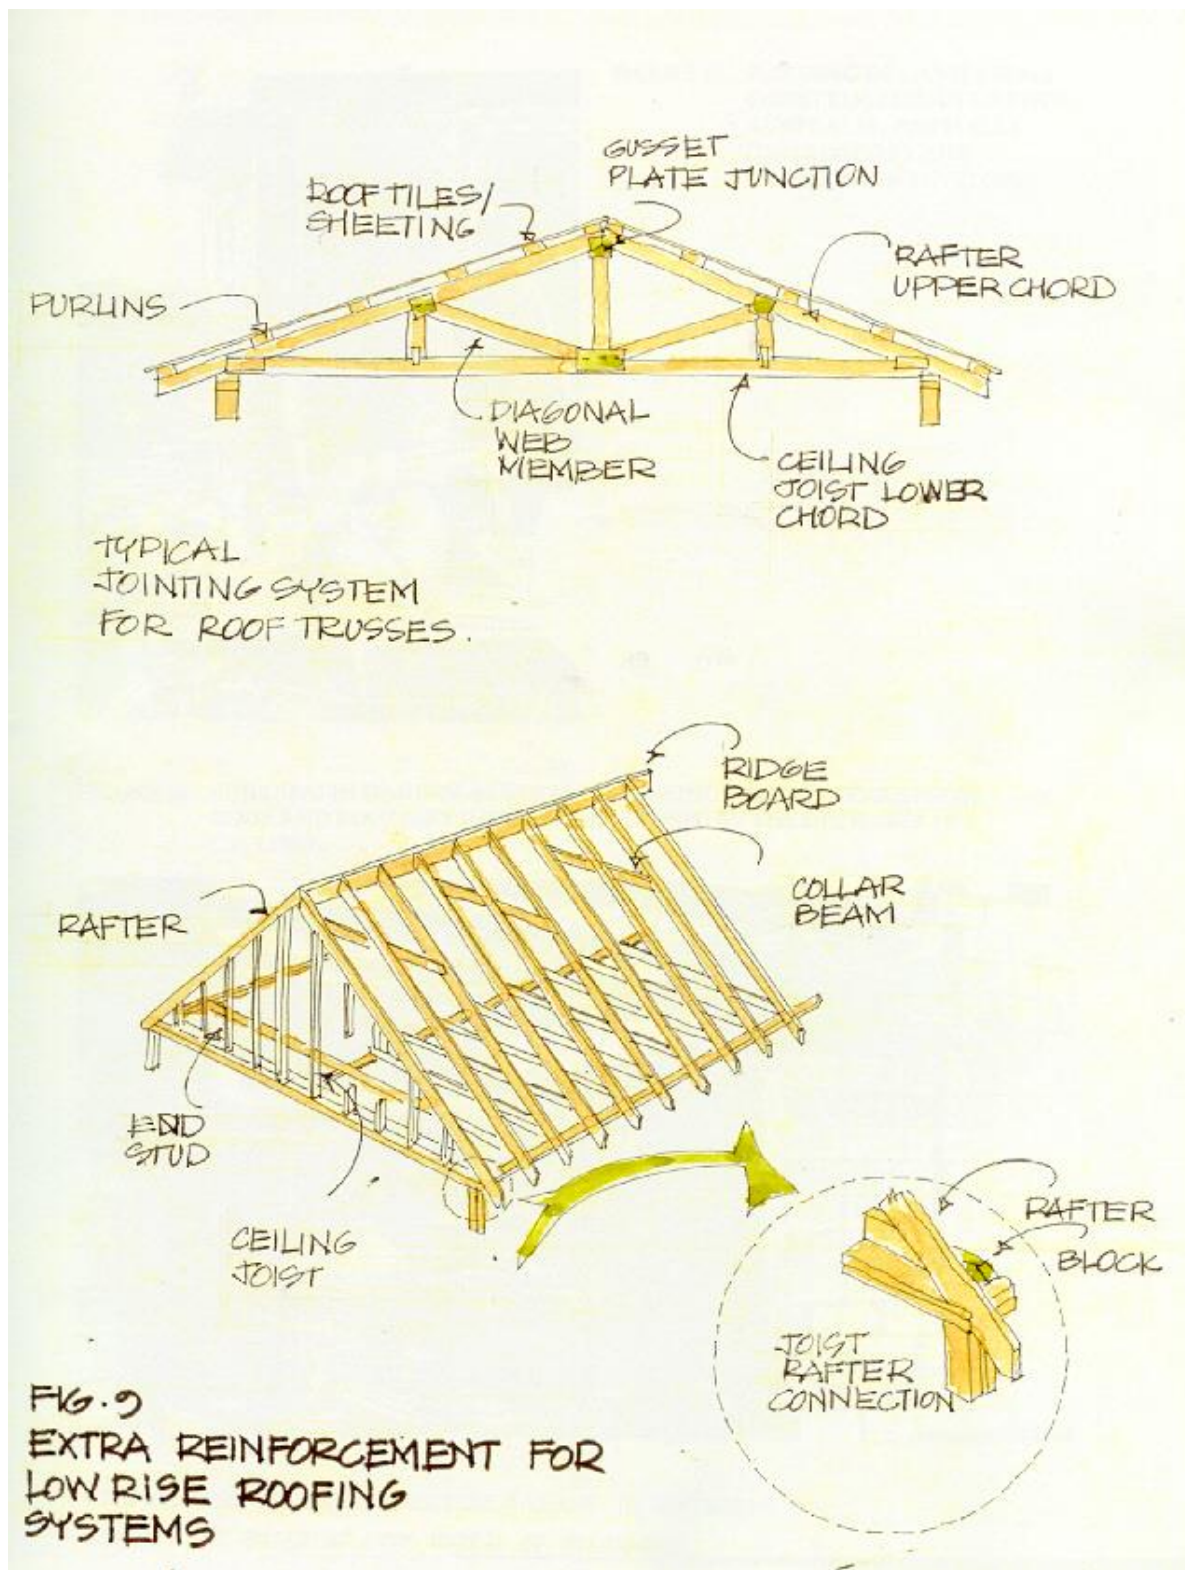 GUSSET
PLATE JUNCTION
ROOF TILES/
SHEETING
RAFTER
UPPER CHORD
PURLINS
DIAGONAL
WEB
MEMBER
CEILING
JOIST LOWER
CHORD
TYPICAL
JOINTING SYSTEM
FOR ROOF TRUSSES.
RIDGE
BOARD
COLLAR
BEAM
RAFTER
END
STUD
CEILING
JOIST
RAFTER
BLOCK
JOIST
RAFTER
CONNECTION
FIG. 9
EXTRA REINFORCEMENT FOR
LOW RISE ROOFING
SYSTEMS